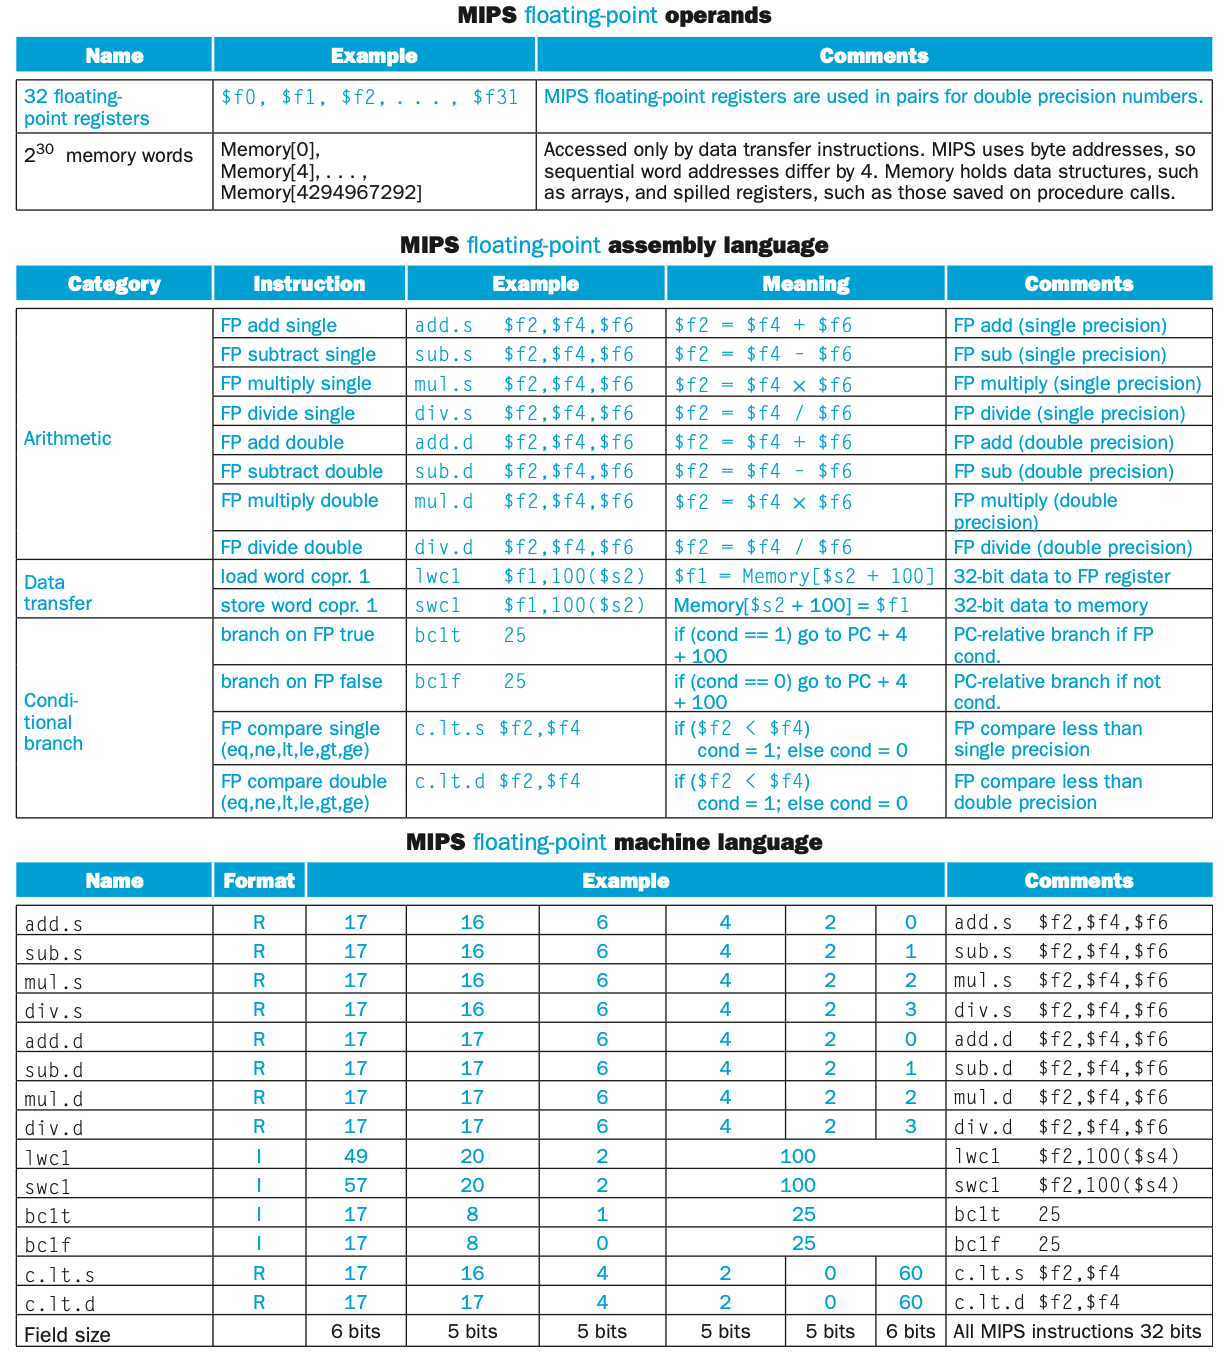 MIPS floating-point operands
Name Example Comments
32 floating-point registers $f0, $f1, $f2, . . . , $f31 MIPS floating-point registers are used in pairs for double precision numbers.
2^30 memory words Memory[0], Memory[4], . . . , Memory[4294967292] Accessed only by data transfer instructions. MIPS uses byte addresses, so sequential word addresses differ by 4. Memory holds data structures, such as arrays, and spilled registers, such as those saved on procedure calls.
MIPS floating-point assembly language
Category Instruction Example Meaning Comments
Arithmetic
FP add single add.s $f2,$f4,$f6 $f2 = $f4 + $f6 FP add (single precision)
FP subtract single sub.s $f2,$f4,$f6 $f2 = $f4 - $f6 FP sub (single precision)
FP multiply single mul.s $f2,$f4,$f6 $f2 = $f4 × $f6 FP multiply (single precision)
FP divide single div.s $f2,$f4,$f6 $f2 = $f4 / $f6 FP divide (single precision)
FP add double add.d $f2,$f4,$f6 $f2 = $f4 + $f6 FP add (double precision)
FP subtract double sub.d $f2,$f4,$f6 $f2 = $f4 - $f6 FP sub (double precision)
FP multiply double mul.d $f2,$f4,$f6 $f2 = $f4 × $f6 FP multiply (double precision)
FP divide double div.d $f2,$f4,$f6 $f2 = $f4 / $f6 FP divide (double precision)
Data transfer
load word copr. 1 lwc1 $f1,100($s2) $f1 = Memory[$s2 + 100] 32-bit data to FP register
store word copr. 1 swc1 $f1,100($s2) Memory[$s2 + 100] = $f1 32-bit data to memory
Condi-tional branch
branch on FP true bc1t 25 if (cond == 1) go to PC + 4 + 100 PC-relative branch if FP cond.
branch on FP false bc1f 25 if (cond == 0) go to PC + 4 + 100 PC-relative branch if not cond.
FP compare single (eq,ne,lt,le,gt,ge) c.lt.s $f2,$f4 if ($f2 < $f4) cond = 1; else cond = 0 FP compare less than single precision
FP compare double (eq,ne,lt,le,gt,ge) c.lt.d $f2,$f4 if ($f2 < $f4) cond = 1; else cond = 0 FP compare less than double precision
MIPS floating-point machine language
Name Format Example Comments
add.s R 17 16 6 4 2 0 add.s $f2,$f4,$f6
sub.s R 17 16 6 4 2 1 sub.s $f2,$f4,$f6
mul.s R 17 16 6 4 2 2 mul.s $f2,$f4,$f6
div.s R 17 16 6 4 2 3 div.s $f2,$f4,$f6
add.d R 17 17 6 4 2 0 add.d $f2,$f4,$f6
sub.d R 17 17 6 4 2 1 sub.d $f2,$f4,$f6
mul.d R 17 17 6 4 2 2 mul.d $f2,$f4,$f6
div.d R 17 17 6 4 2 3 div.d $f2,$f4,$f6
lwc1 I 49 20 2 100 lwc1 $f2,100($s4)
swc1 I 57 20 2 100 swc1 $f2,100($s4)
bc1t I 17 8 1 25 bc1t 25
bc1f I 17 8 0 25 bc1f 25
c.lt.s R 17 16 4 2 0 60 c.lt.s $f2,$f4
c.lt.d R 17 17 4 2 0 60 c.lt.d $f2,$f4
Field size 6 bits 5 bits 5 bits 5 bits 5 bits 6 bits All MIPS instructions 32 bits